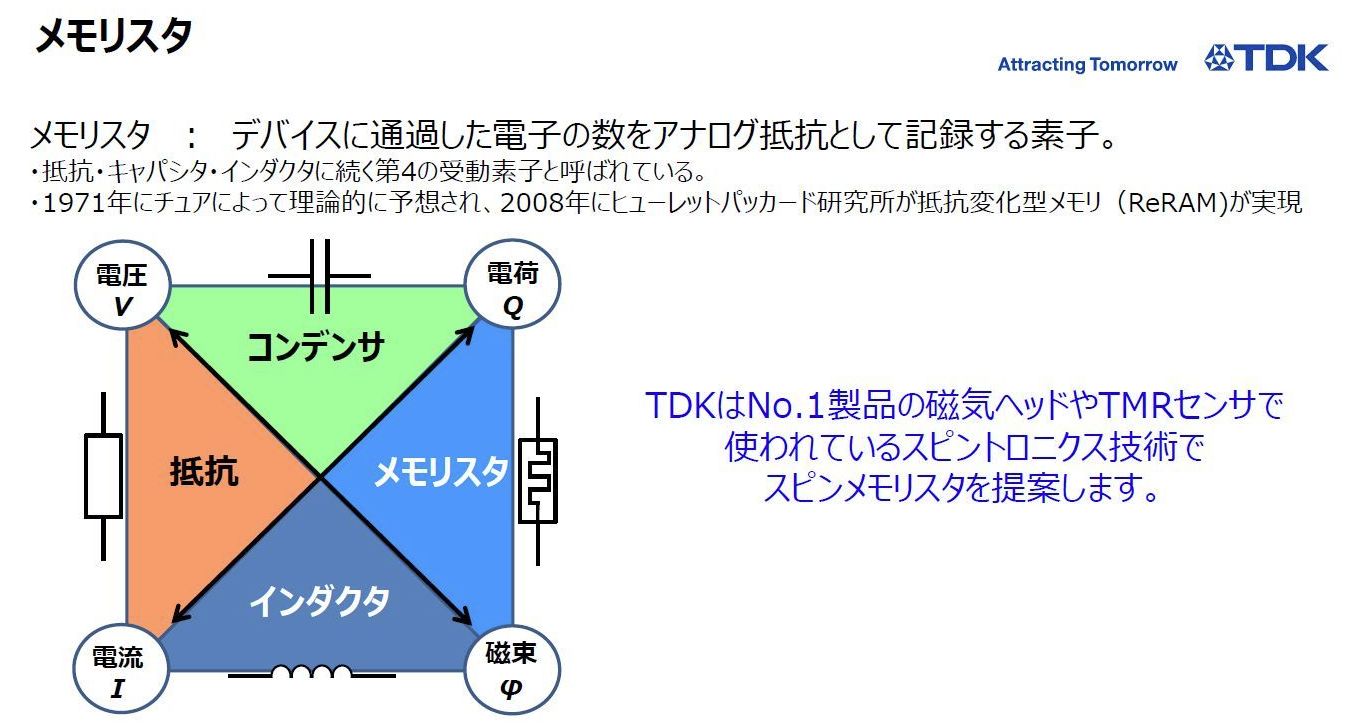 メモリスタ
Attracting Tomorrow TDK
メモリスタ ： デバイスに通過した電子の数をアナログ抵抗として記録する素子。
・抵抗・キャパシタ・インダクタに続く第4の受動素子と呼ばれている。
・1971年にチュアによって理論的に予想され、2008年にヒューレットパッカード研究所が抵抗変化型メモリ（ReRAM)が実現
電圧
V
電荷
Q
コンデンサ
抵抗
メモリスタ
インダクタ
電流
I
磁束
φ
TDKはNo.1製品の磁気ヘッドやTMRセンサで
使われているスピントロニクス技術で
スピンメモリスタを提案します。